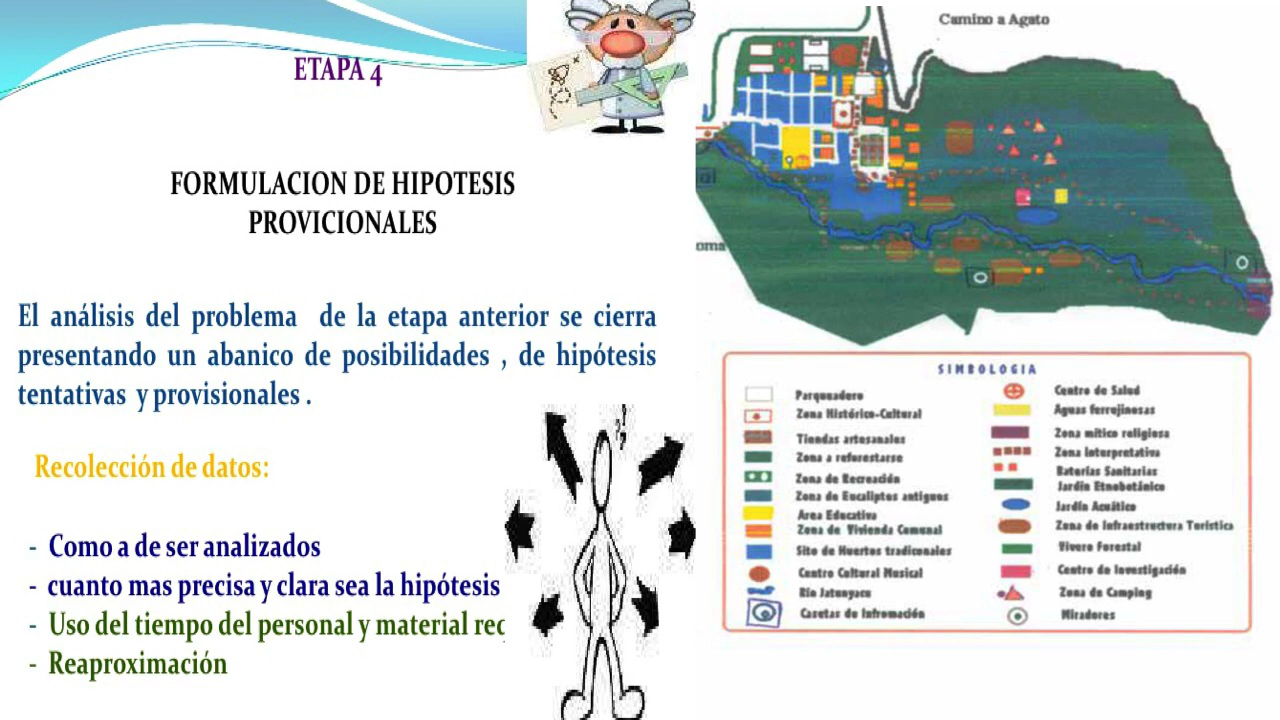 ETAPA 4
FORMULACION DE HIPOTESIS
PROVICIONALES
El análisis del problema de la etapa anterior se cierra
presentando un abanico de posibilidades , de hipótesis
tentativas y provisionales .
Recolección de datos:
- Como a de ser analizados
- cuanto mas precisa y clara sea la hipótesis
- Uso del tiempo del personal y material rec
- Reaproximación
Camino a Agato
SIMBOLOGIA
Parqueadero
Zona Histórico-Cultural
Tiendas artesanales
Zona a reforestarse
Zona de Recreación
Zona de Eucaliptos antiguos
Area Educativa
Zona de Vivienda Comunal
Sito de Huertos tradiconales
Centro Cultural Musical
Río Jatunyacu
Casetas de Infromación
Centro de Salud
Aguas ferrujinosas
Zona mítico religiosa
Zona Interpretativa
Baterías Sanitarias
Jardín Etnobotánico
Jardín Acuático
Zona de Infraestructura Turística
Vivero Forestal
Centro de Investigación
Zona de Camping
Miradores